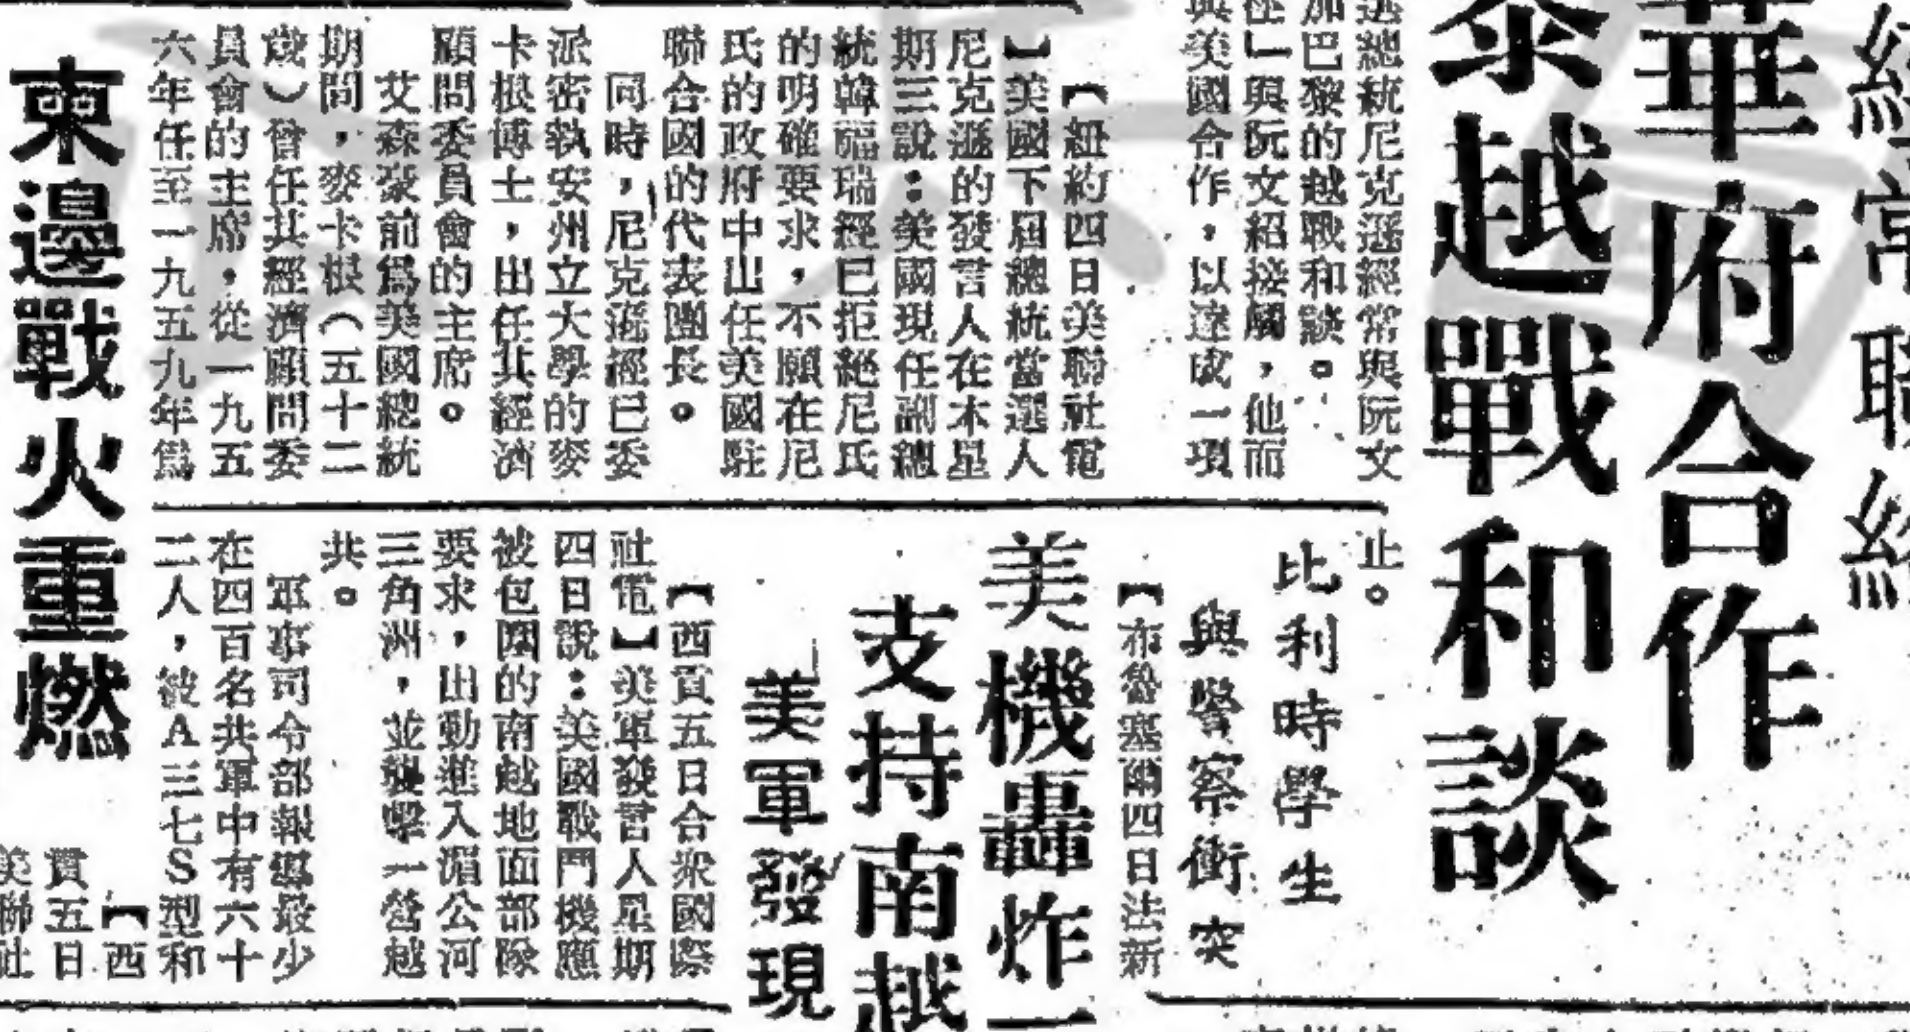 華府合作
泰越戰和談
總統尼克遜經常與阮文
加巴黎的越戰和談。
」與阮文紹接觸,他而
與美國合作,以達成一項
【紐約四日美聯社電
】美國下屆總統當選人
尼克遜的發言人在本星
期三說:美國現任副總
統韓福瑞經已拒絕尼氏
的明確要求,不願在尼
氏的政府中出任美國駐
聯合國的代表團長。
同時,尼克遜經已委
派密執安州立大學的麥
卡根博士,出任其經濟
顧問委員會的主席。
艾森豪前為美國總統
期間,麥卡根(五十二
歲)曾任其經濟顧問委
員會的主席,從一九五
六年任至一九五九年為
止。
比利時學生
與警察衝突
【布魯塞爾四日法新
美機轟炸
支持南越
美軍發現
【西貢五日合眾國際
社電】美軍發言人星期
四日說:美國戰鬥機應
被包圍的南越地面部隊
要求,出動進入湄公河
三角洲,並襲擊一營越
共。
軍事司令部報導最少
在四百名共軍中有六十
二人,被A三七S型和
柬邊戰火重燃
【西
貢五日
美聯社